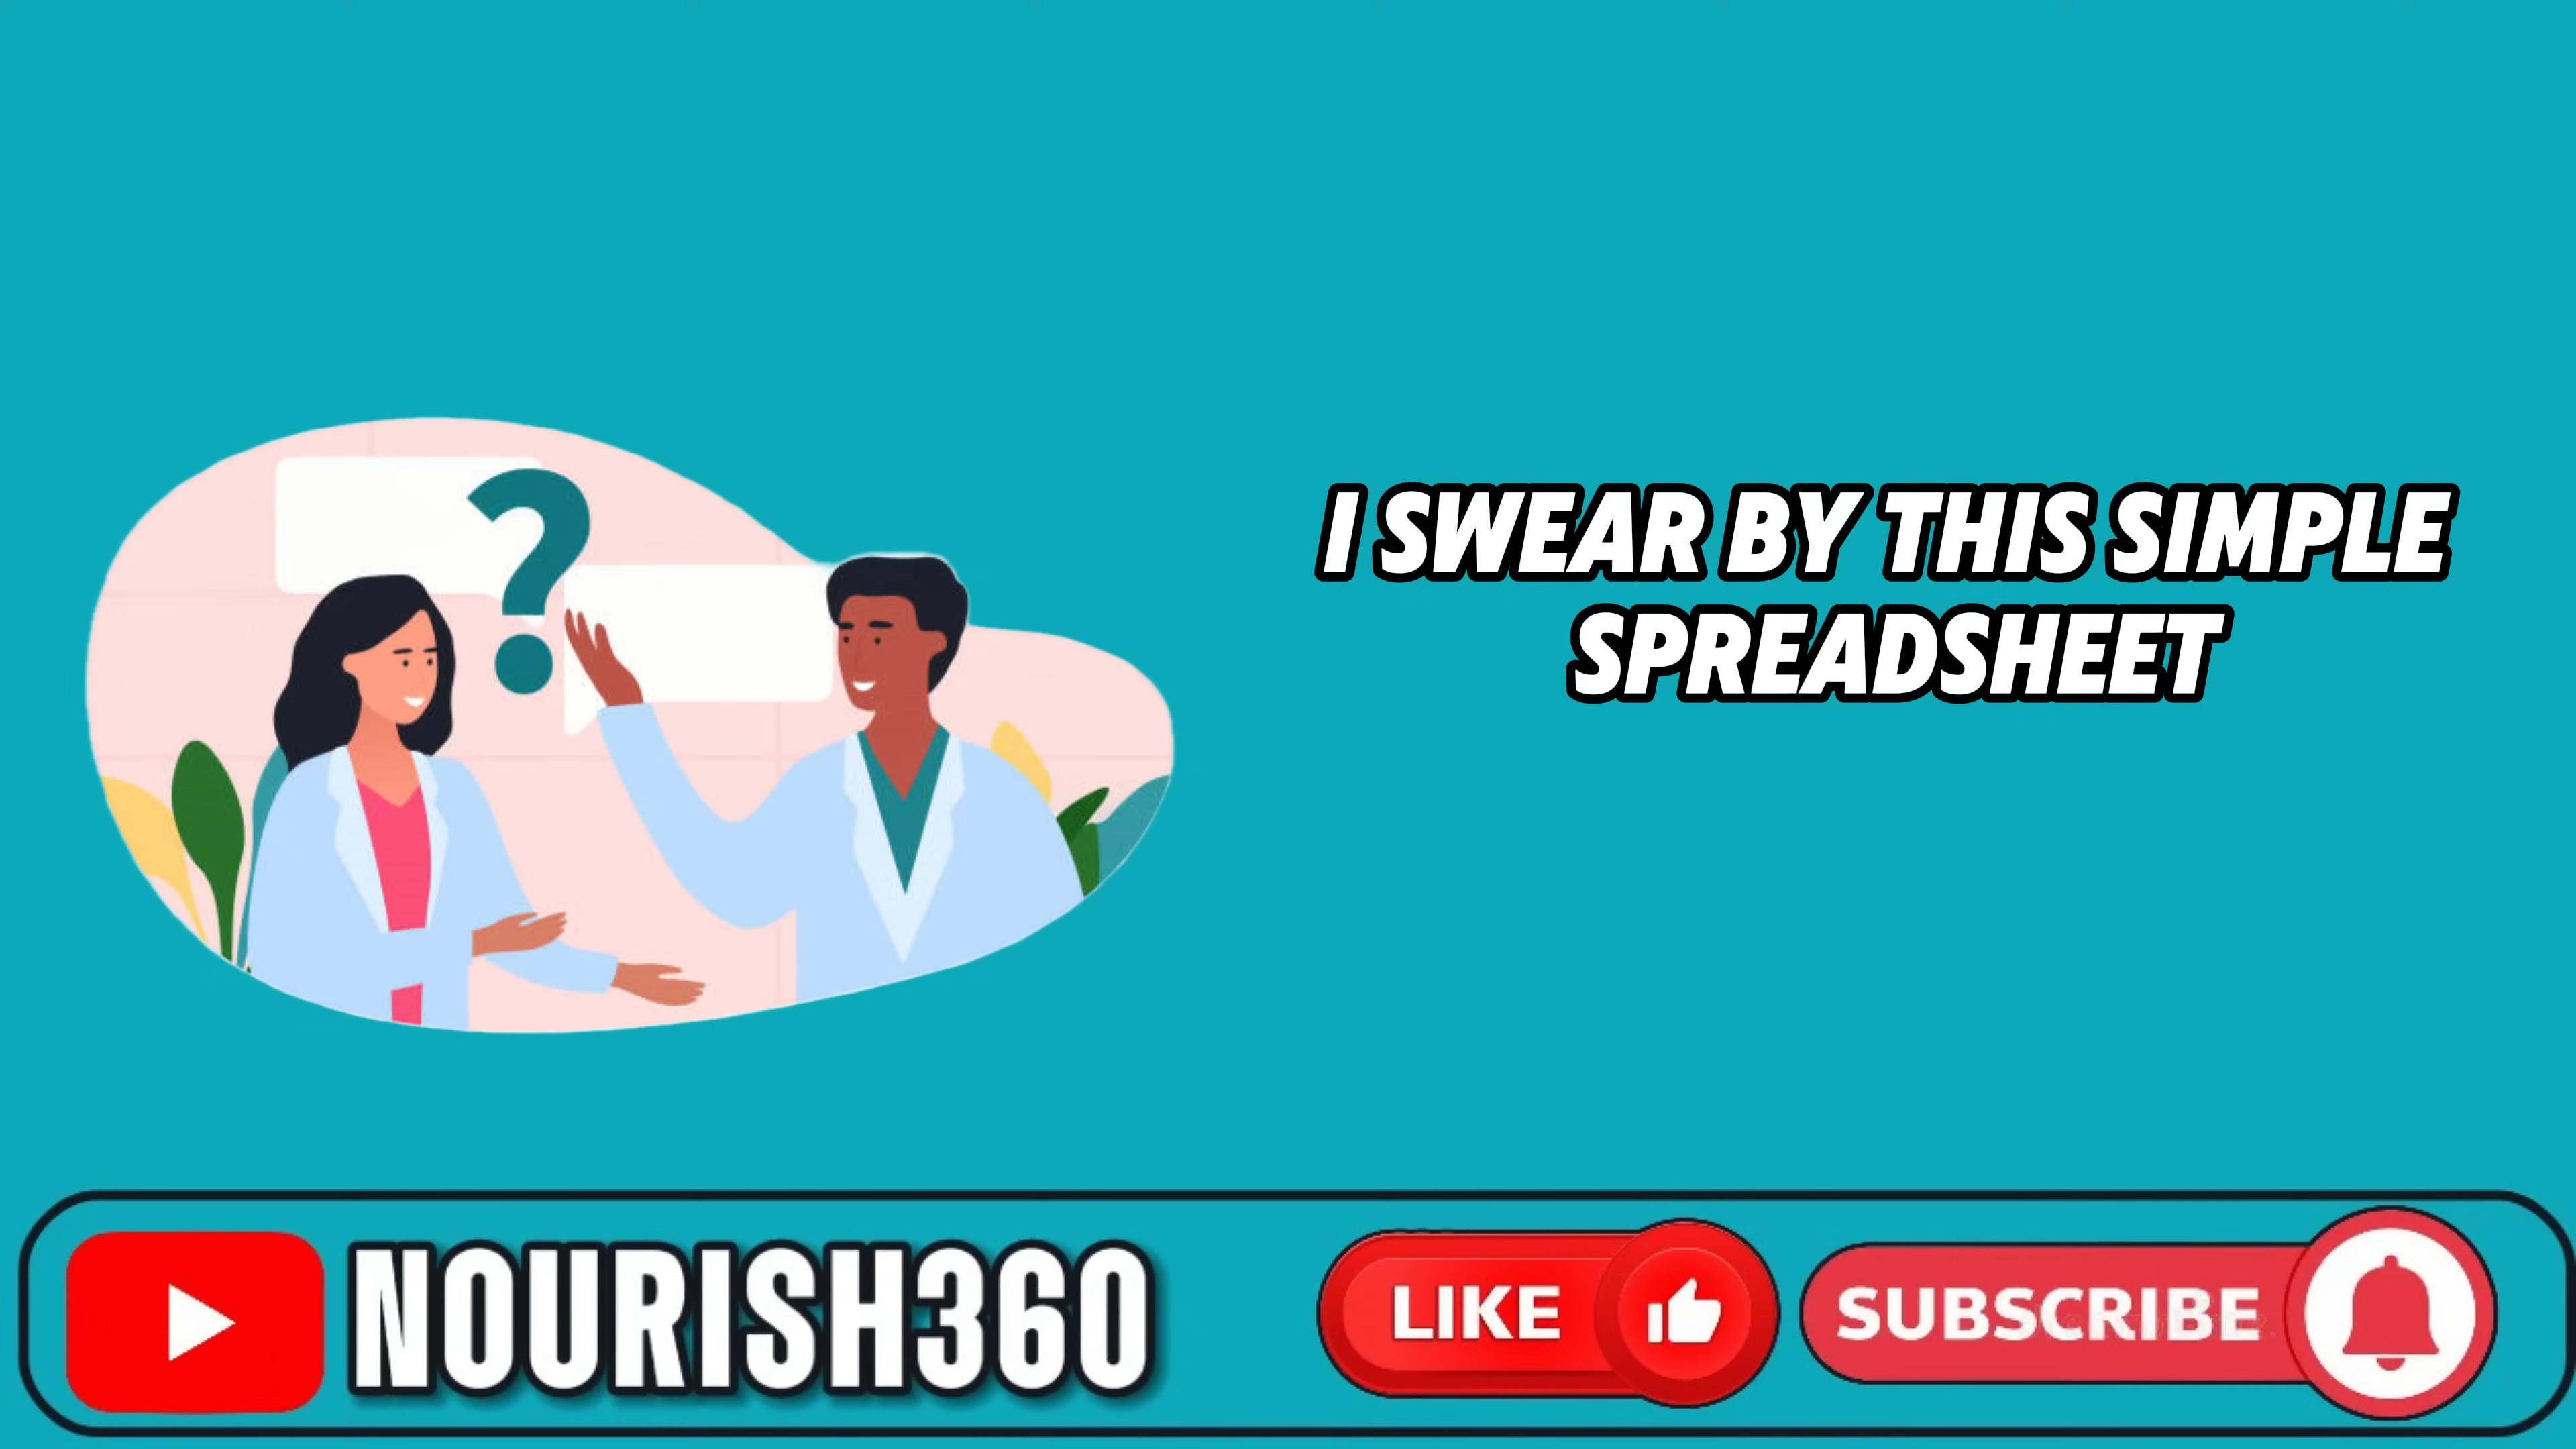 ?
I SWEAR BY THIS SIMPLE
SPREADSHEET
NOURISH360
LIKE
SUBSCRIBE